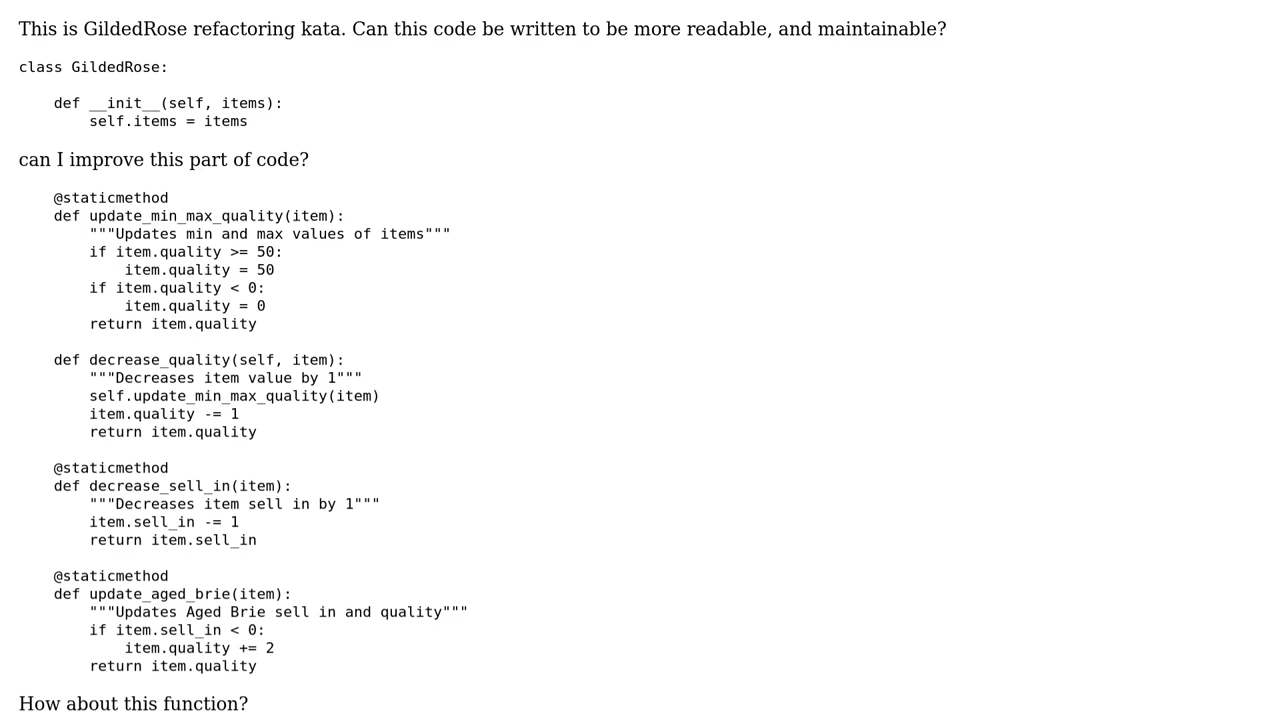 This is GildedRose refactoring kata. Can this code be written to be more readable, and maintainable?
class GildedRose:
    def __init__(self, items):
        self.items = items
can I improve this part of code?
    @staticmethod
    def update_min_max_quality(item):
        """Updates min and max values of items"""
        if item.quality >= 50:
            item.quality = 50
        if item.quality < 0:
            item.quality = 0
        return item.quality
    def decrease_quality(self, item):
        """Decreases item value by 1"""
        self.update_min_max_quality(item)
        item.quality -= 1
        return item.quality
    @staticmethod
    def decrease_sell_in(item):
        """Decreases item sell in by 1"""
        item.sell_in -= 1
        return item.sell_in
    @staticmethod
    def update_aged_brie(item):
        """Updates Aged Brie sell in and quality"""
        if item.sell_in < 0:
            item.quality += 2
        return item.quality
How about this function?